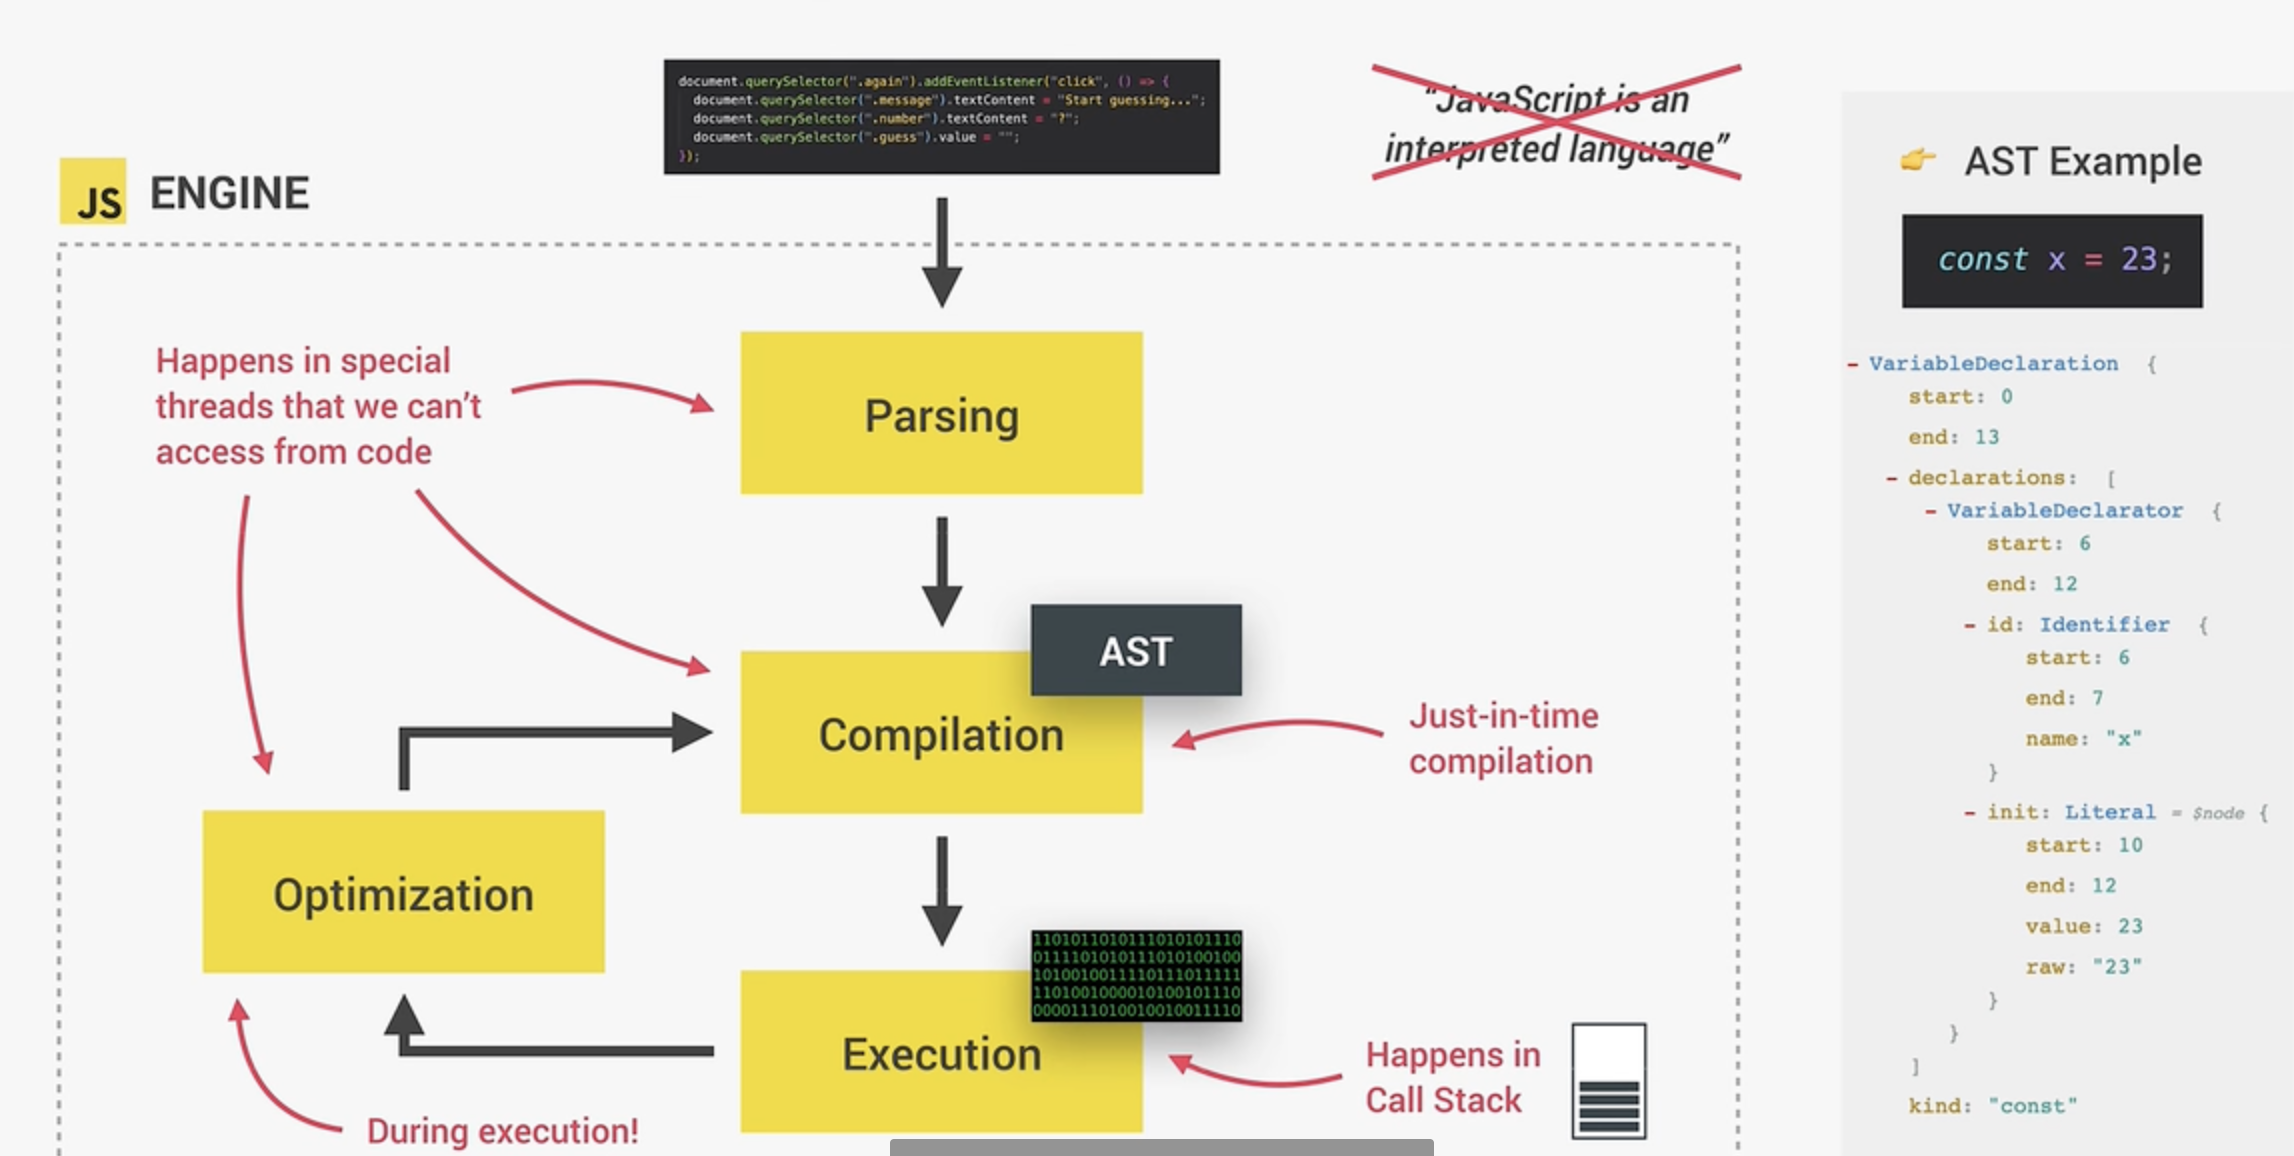 document.querySelector(".again").addEventListener("click", () => {
document.querySelector(".message").textContent = "Start guessing...";
document.querySelector(".number").textContent = "?";
document.querySelector(".guess").value = "";
});
“JavaScript is an
interpreted language”
JS ENGINE
Happens in special
threads that we can’t
access from code
Parsing
AST
Compilation
Just-in-time
compilation
Optimization
1101011010111010101110
0111101010111010100100
1010010011110111011111
1101001000010100101110
0000111010010010011110
Execution
Happens in
Call Stack
During execution!
👉 AST Example
const x = 23;
- VariableDeclaration {
start: 0
end: 13
- declarations: [
- VariableDeclarator {
start: 6
end: 12
- id: Identifier {
start: 6
end: 7
name: "x"
}
- init: Literal = $node {
start: 10
end: 12
value: 23
raw: "23"
}
}
]
kind: "const"